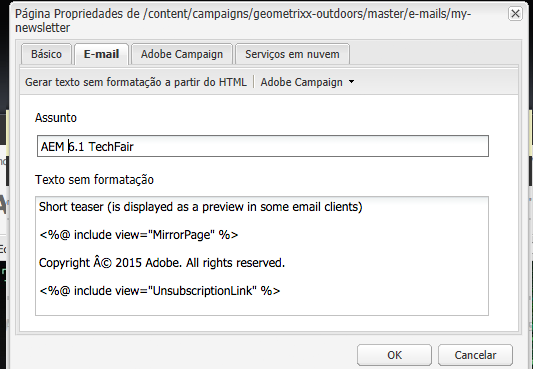 Página Propriedades de /content/campaigns/geometrixx-outdoors/master/e-mails/my-
newsletter
Básico E-mail Adobe Campaign Serviços em nuvem
Gerar texto sem formatação a partir do HTML Adobe Campaign
Assunto
AEM 6.1 TechFair
Texto sem formatação
Short teaser (is displayed as a preview in some email clients)
<%@ include view="MirrorPage" %>
Copyright Â© 2015 Adobe. All rights reserved.
<%@ include view="UnsubscriptionLink" %>
OK Cancelar